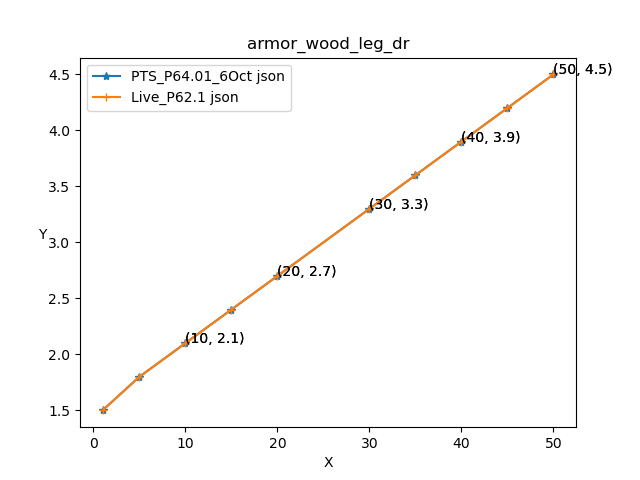 armor_wood_leg_dr
PTS_P64.01_6Oct json
Live_P62.1 json
(50, 4.5)
(40, 3.9)
(30, 3.3)
(20, 2.7)
(10, 2.1)
Y
4.5
4.0
3.5
3.0
2.5
2.0
1.5
0 10 20 30 40 50
X